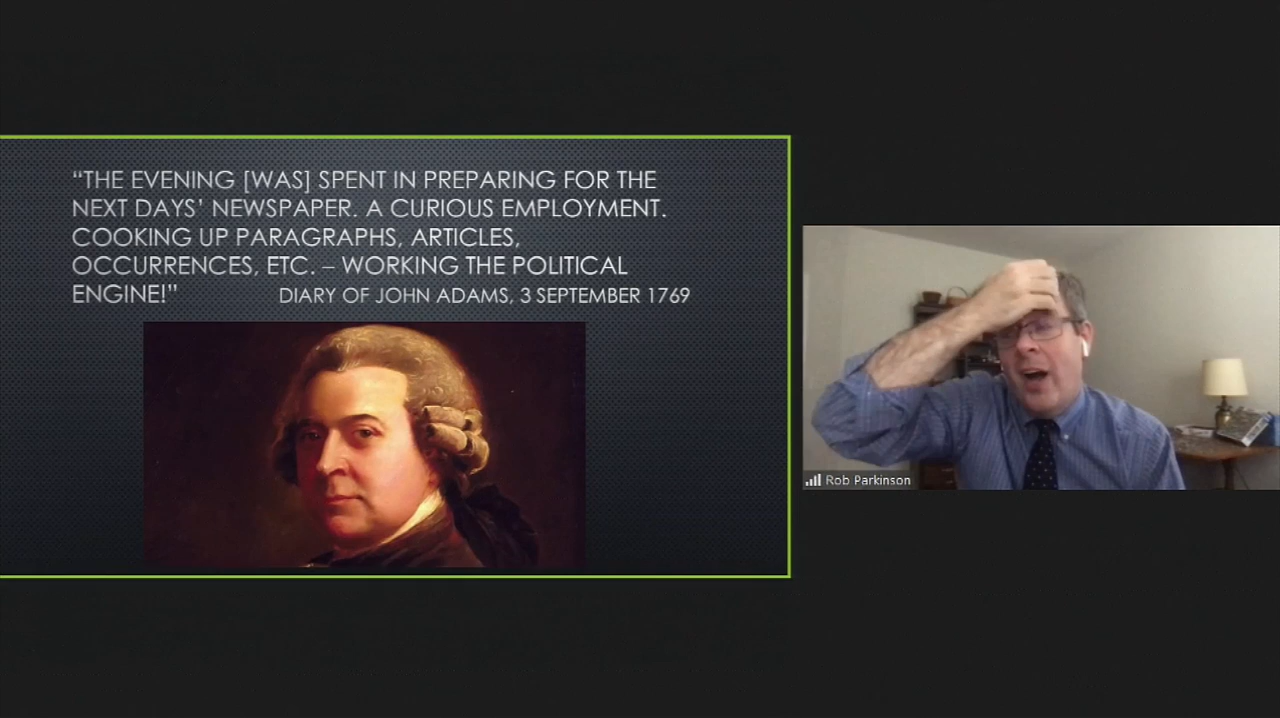 “THE EVENING [WAS] SPENT IN PREPARING FOR THE
NEXT DAYS’ NEWSPAPER. A CURIOUS EMPLOYMENT.
COOKING UP PARAGRAPHS, ARTICLES,
OCCURRENCES, ETC. – WORKING THE POLITICAL
ENGINE!” DIARY OF JOHN ADAMS, 3 SEPTEMBER 1769
Rob Parkinson